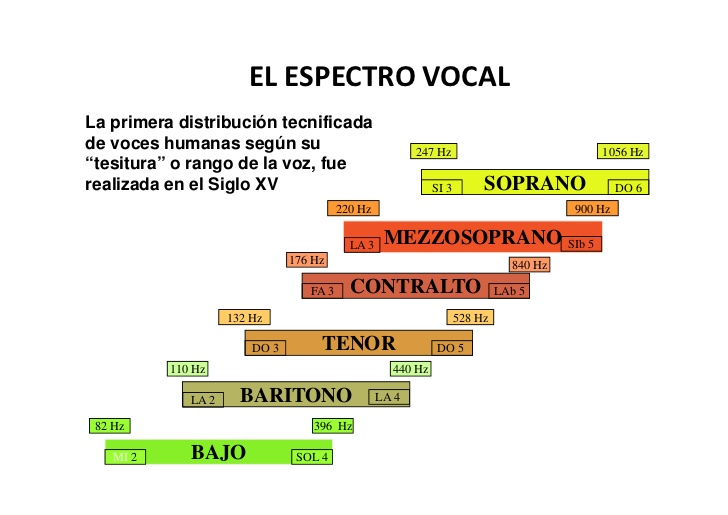 EL ESPECTRO VOCAL
La primera distribución tecnificada
de voces humanas según su
“tesitura” o rango de la voz, fue
realizada en el Siglo XV
247 Hz 1056 Hz
SI 3 SOPRANO DO 6
220 Hz 900 Hz
LA 3 MEZZOSOPRANO SIb 5
176 Hz 840 Hz
FA 3 CONTRALTO LAb 5
132 Hz 528 Hz
DO 3 TENOR DO 5
110 Hz 440 Hz
LA 2 BARITONO LA 4
82 Hz 396 Hz
MI 2 BAJO SOL 4